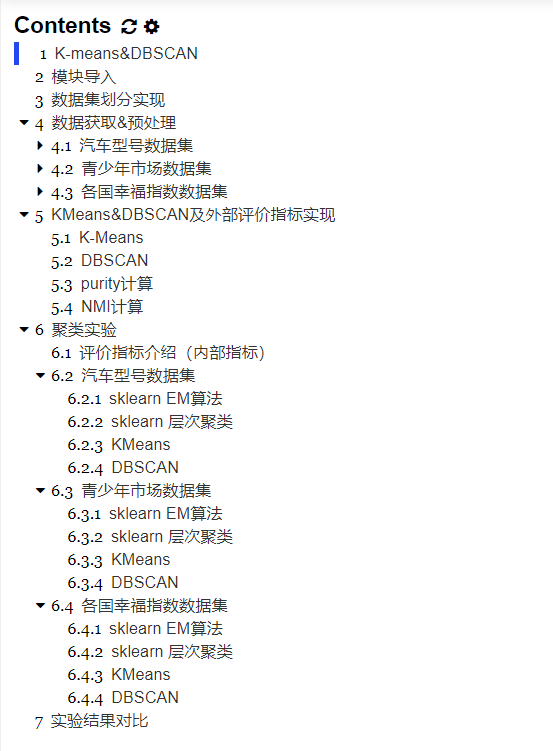 Contents
1 K-means&DBSCAN
2 模块导入
3 数据集划分实现
4 数据获取&预处理
4.1 汽车型号数据集
4.2 青少年市场数据集
4.3 各国幸福指数数据集
5 KMeans&DBSCAN及外部评价指标实现
5.1 K-Means
5.2 DBSCAN
5.3 purity计算
5.4 NMI计算
6 聚类实验
6.1 评价指标介绍（内部指标）
6.2 汽车型号数据集
6.2.1 sklearn EM算法
6.2.2 sklearn 层次聚类
6.2.3 KMeans
6.2.4 DBSCAN
6.3 青少年市场数据集
6.3.1 sklearn EM算法
6.3.2 sklearn 层次聚类
6.3.3 KMeans
6.3.4 DBSCAN
6.4 各国幸福指数数据集
6.4.1 sklearn EM算法
6.4.2 sklearn 层次聚类
6.4.3 KMeans
6.4.4 DBSCAN
7 实验结果对比